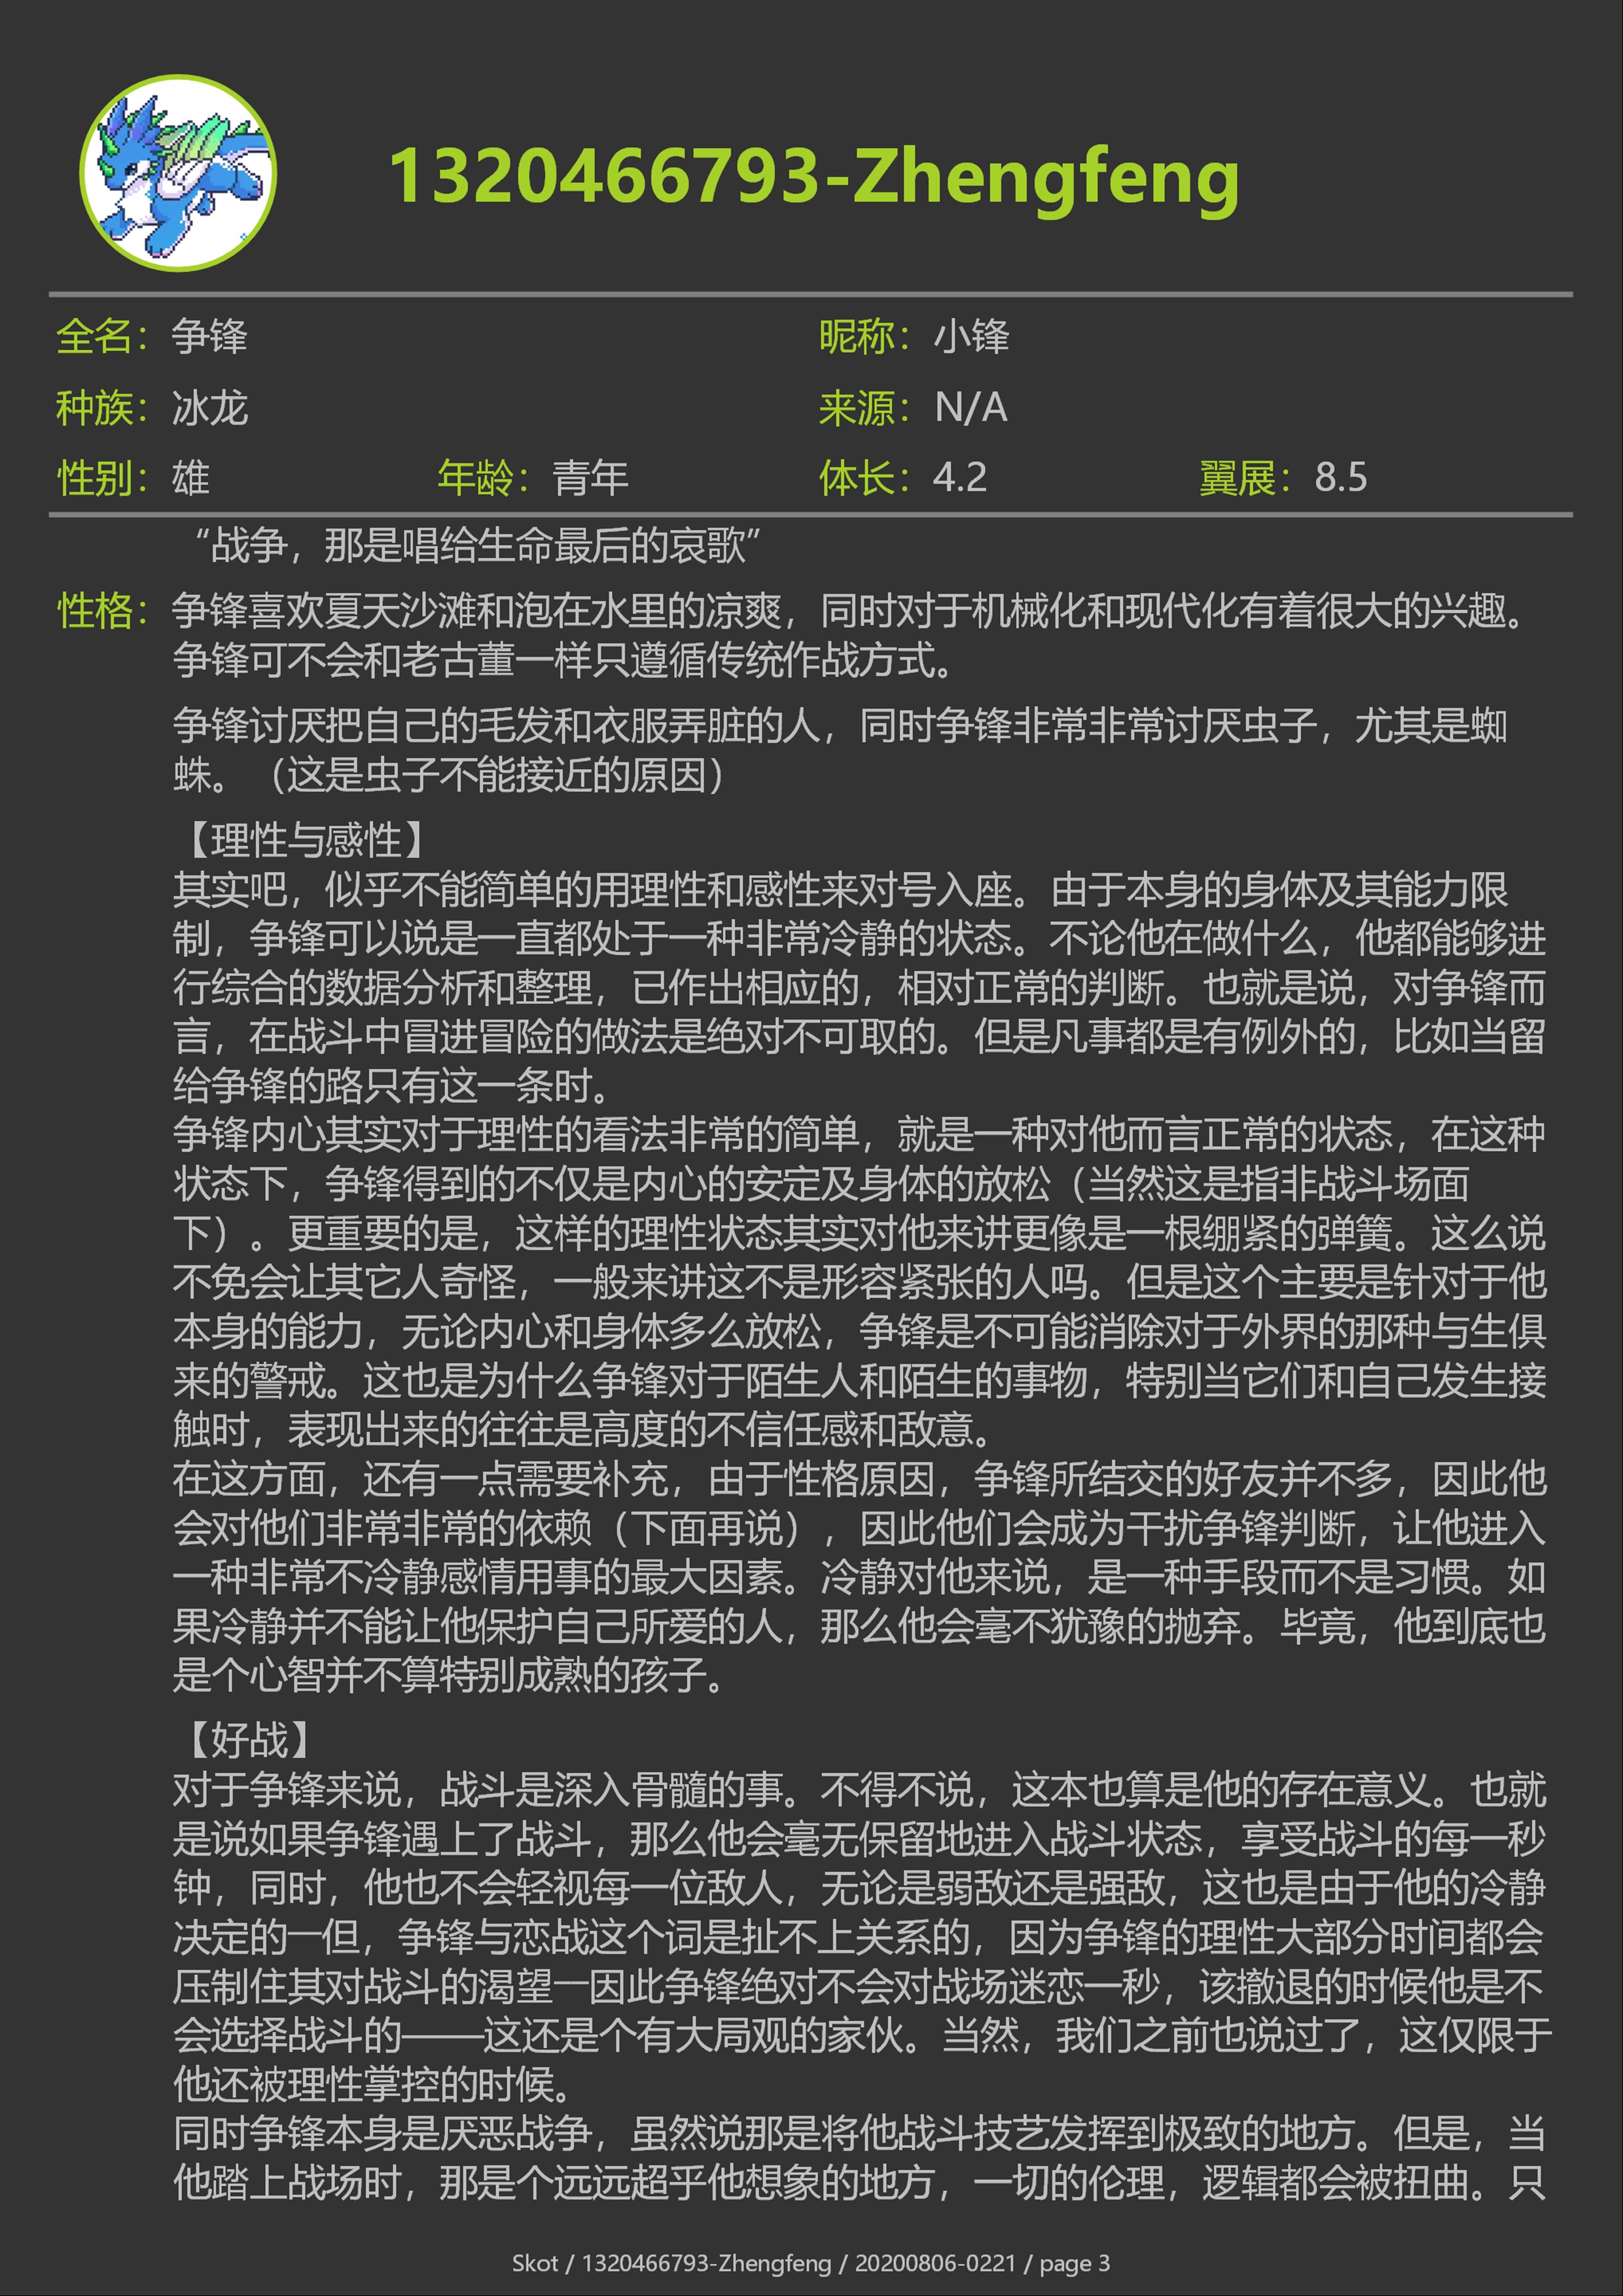 1320466793-Zhengfeng
全名：争锋 昵称：小锋
种族：冰龙 来源：N/A
性别：雄 年龄：青年 体长：4.2 翼展：8.5
“战争，那是唱给生命最后的哀歌”
性格：争锋喜欢夏天沙滩和泡在水里的凉爽，同时对于机械化和现代化有着很大的兴趣。
争锋可不会和老古董一样只遵循传统作战方式。
争锋讨厌把自己的毛发和衣服弄脏的人，同时争锋非常非常讨厌虫子，尤其是蜘
蛛。（这是虫子不能接近的原因）
【理性与感性】
其实吧，似乎不能简单的用理性和感性来对号入座。由于本身的身体及其能力限
制，争锋可以说是一直都处于一种非常冷静的状态。不论他在做什么，他都能够进
行综合的数据分析和整理，已作出相应的，相对正常的判断。也就是说，对争锋而
言，在战斗中冒进冒险的做法是绝对不可取的。但是凡事都是有例外的，比如当留
给争锋的路只有这一条时。
争锋内心其实对于理性的看法非常的简单，就是一种对他而言正常的状态，在这种
状态下，争锋得到的不仅是内心的安定及身体的放松（当然这是指非战斗场面
下）。更重要的是，这样的理性状态其实对他来讲更像是一根绷紧的弹簧。这么说
不免会让其它人奇怪，一般来讲这不是形容紧张的人吗。但是这个主要是针对于他
本身的能力，无论内心和身体多么放松，争锋是不可能消除对于外界的那种与生俱
来的警戒。这也是为什么争锋对于陌生人和陌生的事物，特别当它们和自己发生接
触时，表现出来的往往是高度的不信任感和敌意。
在这方面，还有一点需要补充，由于性格原因，争锋所结交的好友并不多，因此他
会对他们非常非常的依赖（下面再说），因此他们会成为干扰争锋判断，让他进入
一种非常不冷静感情用事的最大因素。冷静对他来说，是一种手段而不是习惯。如
果冷静并不能让他保护自己所爱的人，那么他会毫不犹豫的抛弃。毕竟，他到底也
是个心智并不算特别成熟的孩子。
【好战】
对于争锋来说，战斗是深入骨髓的事。不得不说，这本也算是他的存在意义。也就
是说如果争锋遇上了战斗，那么他会毫无保留地进入战斗状态，享受战斗的每一秒
钟，同时，他也不会轻视每一位敌人，无论是弱敌还是强敌，这也是由于他的冷静
决定的一但，争锋与恋战这个词是扯不上关系的，因为争锋的理性大部分时间都会
压制住其对战斗的渴望一因此争锋绝对不会对战场迷恋一秒，该撤退的时候他是不
会选择战斗的——这还是个有大局观的家伙。当然，我们之前也说过了，这仅限于
他还被理性掌控的时候。
同时争锋本身是厌恶战争，虽然说那是将他战斗技艺发挥到极致的地方。但是，当
他踏上战场时，那是个远远超乎他想象的地方，一切的伦理，逻辑都会被扭曲。只
Skot / 1320466793-Zhengfeng / 20200806-0221 / page 3